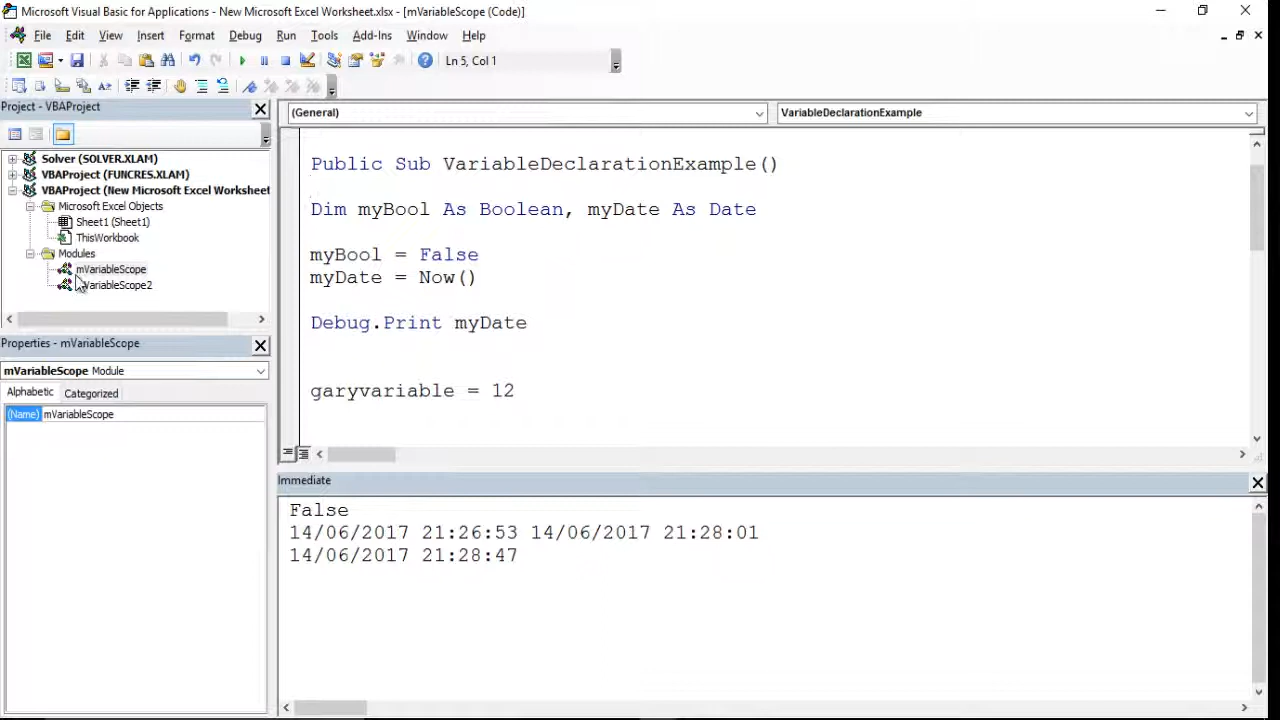 Microsoft Visual Basic for Applications - New Microsoft Excel Worksheet.xlsx - [mVariableScope (Code)]
File Edit View Insert Format Debug Run Tools Add-Ins Window Help
Ln 5, Col 1
Project - VBAProject
(General)
VariableDeclarationExample
Solver (SOLVER.XLAM)
VBAProject (FUNCRES.XLAM)
VBAProject (New Microsoft Excel Worksheet
Microsoft Excel Objects
Sheet1 (Sheet1)
ThisWorkbook
Modules
mVariableScope
VariableScope2
Properties - mVariableScope
mVariableScope Module
Alphabetic Categorized
(Name) mVariableScope
Public Sub VariableDeclarationExample()
Dim myBool As Boolean, myDate As Date
myBool = False
myDate = Now()
Debug.Print myDate
garyvariable = 12
Immediate
False
14/06/2017 21:26:53 14/06/2017 21:28:01
14/06/2017 21:28:47